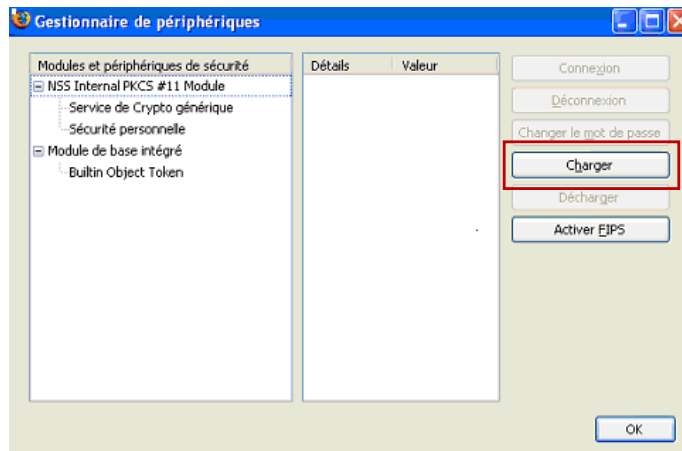 Gestionnaire de périphériques
Modules et périphériques de sécurité
NSS Internal PKCS #11 Module
Service de Crypto générique
Sécurité personnelle
Module de base intégré
Builtin Object Token
Détails Valeur
Connexion
Déconnexion
Changer le mot de passe
Charger
Décharger
Activer FIPS
OK